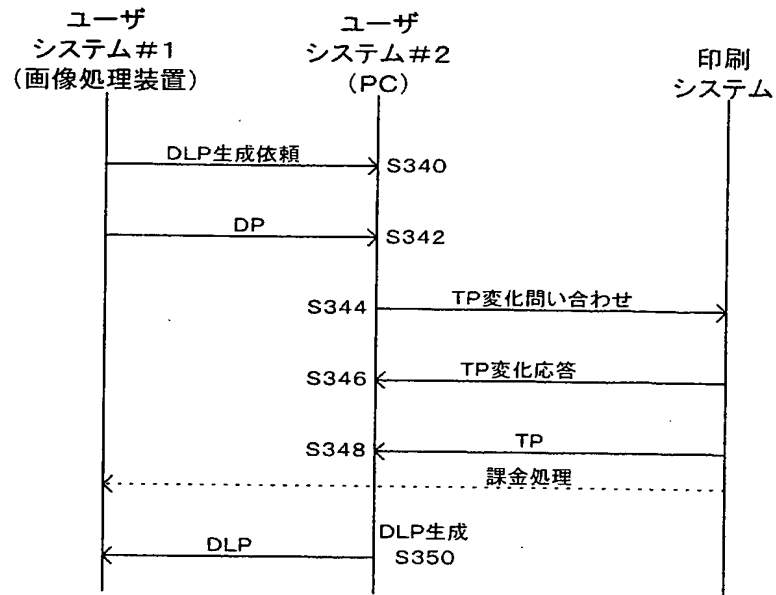 ユーザ
システム#1
(画像処理装置)
ユーザ
システム#2
(PC)
印刷
システム
DLP生成依頼
S340
DP
S342
S344
TP変化問い合わせ
S346
TP変化応答
S348
TP
課金処理
DLP
DLP生成
S350